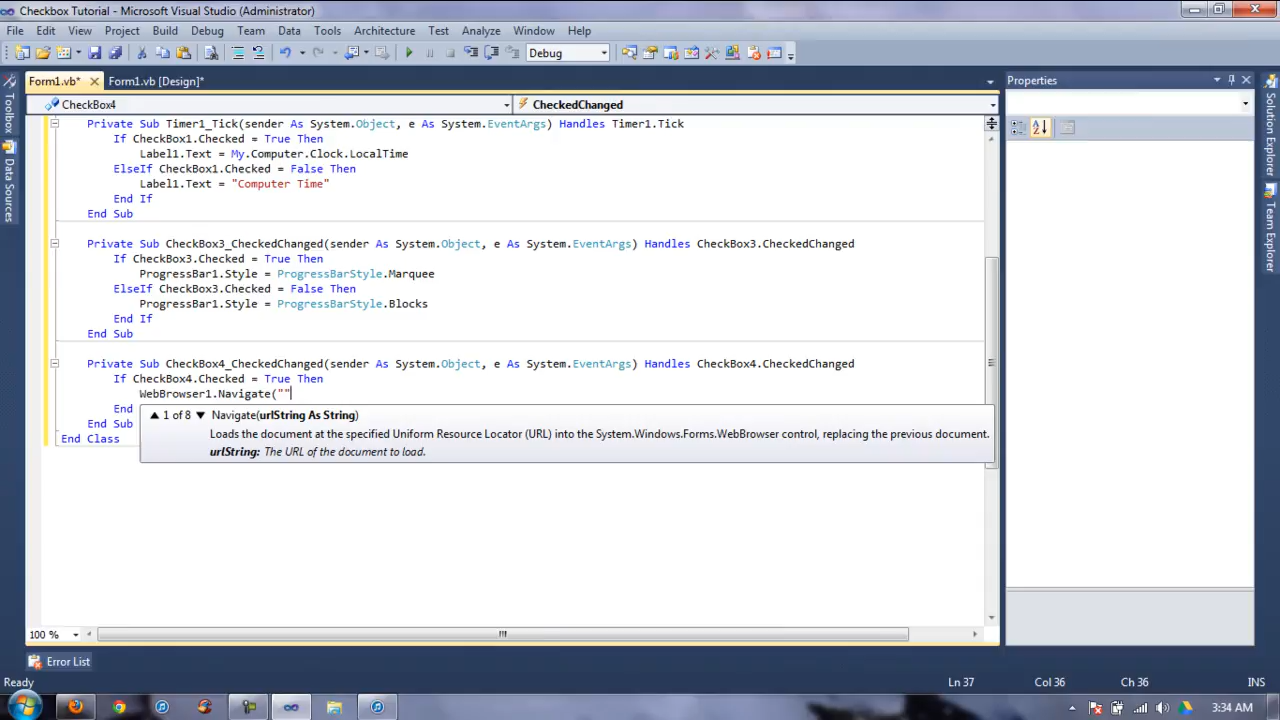 Checkbox Tutorial - Microsoft Visual Studio (Administrator)
File Edit View Project Build Debug Team Data Tools Architecture Test Analyze Window Help
Debug
Form1.vb* Form1.vb [Design]*
Properties
CheckBox4 CheckedChanged
Toolbox
Data Sources
Solution Explorer
Team Explorer
Private Sub Timer1_Tick(sender As System.Object, e As System.EventArgs) Handles Timer1.Tick
If CheckBox1.Checked = True Then
Label1.Text = My.Computer.Clock.LocalTime
ElseIf CheckBox1.Checked = False Then
Label1.Text = "Computer Time"
End If
End Sub
Private Sub CheckBox3_CheckedChanged(sender As System.Object, e As System.EventArgs) Handles CheckBox3.CheckedChanged
If CheckBox3.Checked = True Then
ProgressBar1.Style = ProgressBarStyle.Marquee
ElseIf CheckBox3.Checked = False Then
ProgressBar1.Style = ProgressBarStyle.Blocks
End If
End Sub
Private Sub CheckBox4_CheckedChanged(sender As System.Object, e As System.EventArgs) Handles CheckBox4.CheckedChanged
If CheckBox4.Checked = True Then
WebBrowser1.Navigate(""
End
1 of 8 Navigate(urlString As String)
End Sub
Loads the document at the specified Uniform Resource Locator (URL) into the System.Windows.Forms.WebBrowser control, replacing the previous document.
End Class
urlString: The URL of the document to load.
100 %
Error List
Ready Ln 37 Col 36 Ch 36 INS
3:34 AM